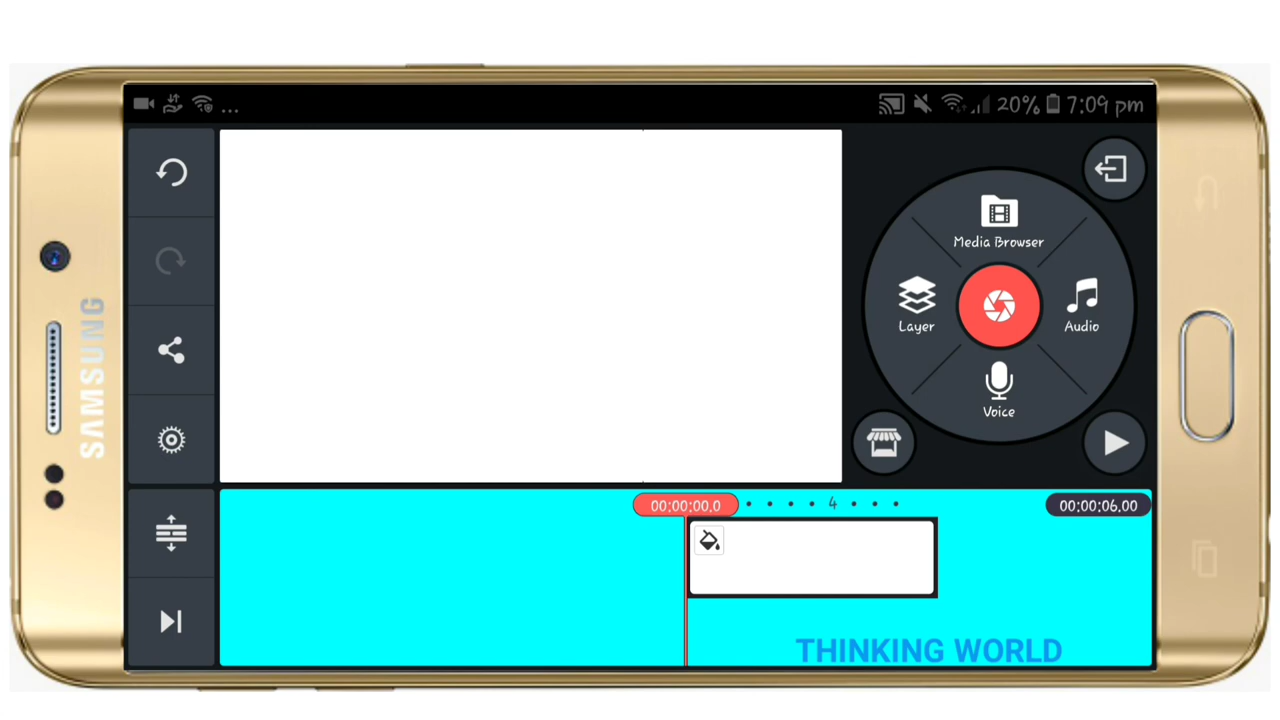 ... 20% 7:09 pm
Media Browser
Layer
Audio
Voice
SAMSUNG
00:00:00.0 4 00:00:06.00
THINKING WORLD